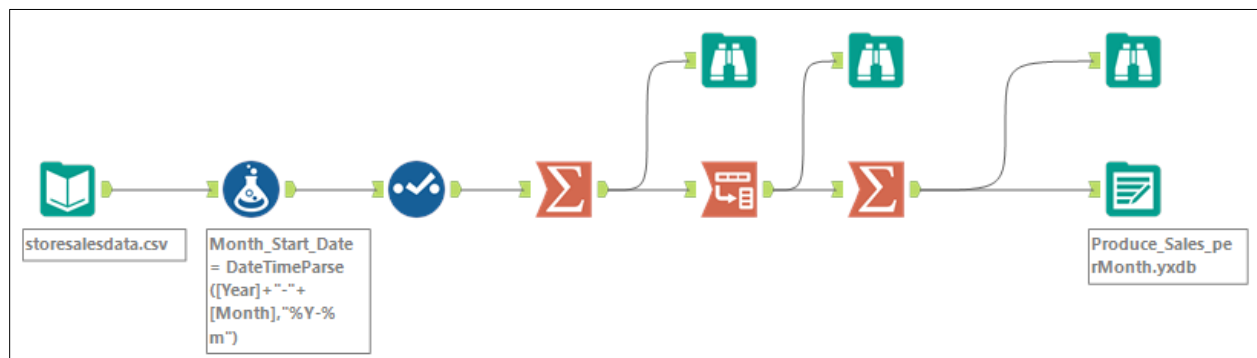 storesalesdata.csv
Month_Start_Date
= DateTimeParse
([Year]+"-"+
[Month],"%Y-%
m")
Produce_Sales_pe
rMonth.yxdb